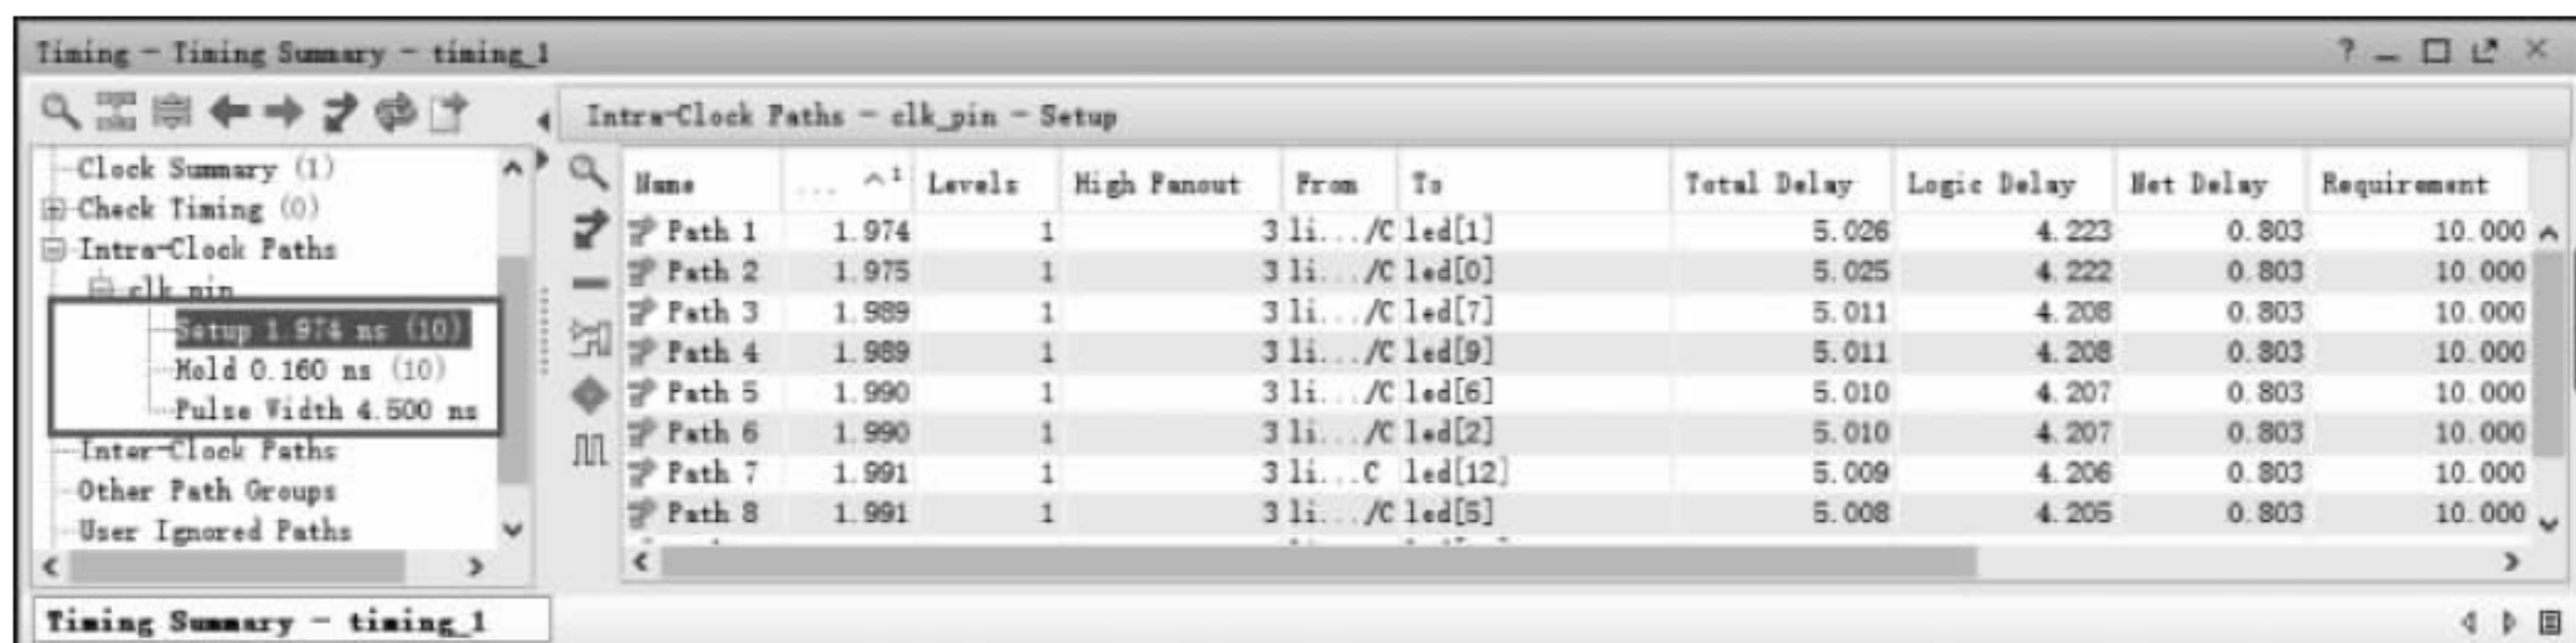 Timing - Timing Summary - timing_1
Intra-Clock Paths - clk_pin - Setup
Clock Summary (1)
Check Timing (0)
Intra-Clock Paths
clk_pin
Setup 1.974 ns (10)
Hold 0.160 ns (10)
Pulse Width 4.500 ns
Inter-Clock Paths
Other Path Groups
User Ignored Paths
Name ... ^1 Levels High Fanout From To Total Delay Logic Delay Net Delay Requirement
Path 1 1.974 1 3 li.../C led[1] 5.026 4.223 0.803 10.000
Path 2 1.975 1 3 li.../C led[0] 5.025 4.222 0.803 10.000
Path 3 1.989 1 3 li.../C led[7] 5.011 4.208 0.803 10.000
Path 4 1.989 1 3 li.../C led[9] 5.011 4.208 0.803 10.000
Path 5 1.990 1 3 li.../C led[6] 5.010 4.207 0.803 10.000
Path 6 1.990 1 3 li.../C led[2] 5.010 4.207 0.803 10.000
Path 7 1.991 1 3 li...C led[12] 5.009 4.206 0.803 10.000
Path 8 1.991 1 3 li.../C led[5] 5.008 4.205 0.803 10.000
Timing Summary - timing_1